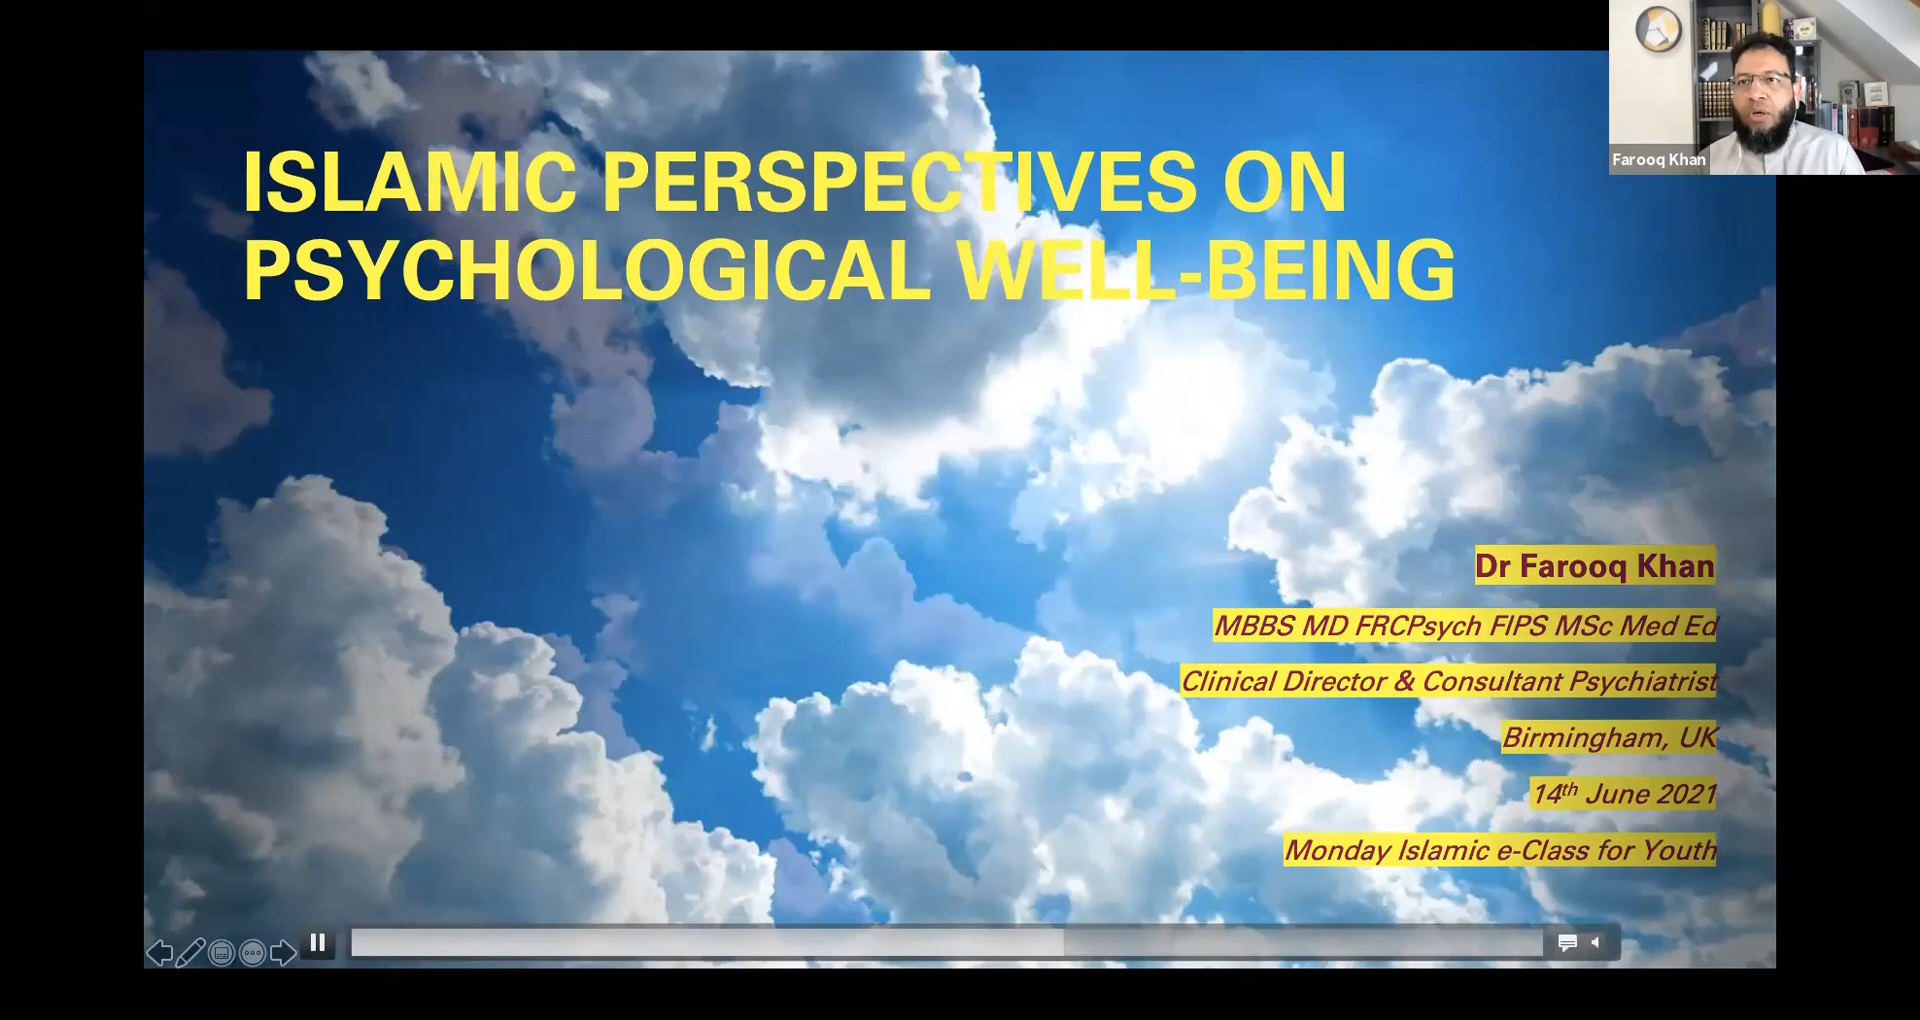 ISLAMIC PERSPECTIVES ON
PSYCHOLOGICAL WELL-BEING
Farooq Khan
Dr Farooq Khan
MBBS MD FRCPsych FIPS MSc Med Ed
Clinical Director & Consultant Psychiatrist
Birmingham, UK
14th June 2021
Monday Islamic e-Class for Youth